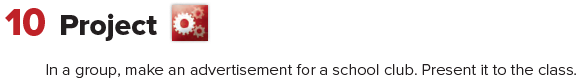 10 Project
In a group, make an advertisement for a school club. Present it to the class.